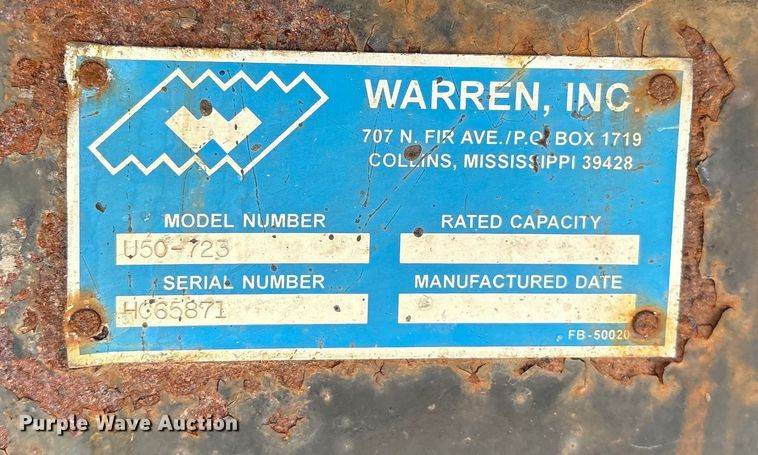 WARREN, INC.
707 N. FIR AVE./P.O. BOX 1719
COLLINS, MISSISSIPPI 39428
MODEL NUMBER
U50-723
RATED CAPACITY
SERIAL NUMBER
HC65871
MANUFACTURED DATE
FB-50020
Purple Wave Auction